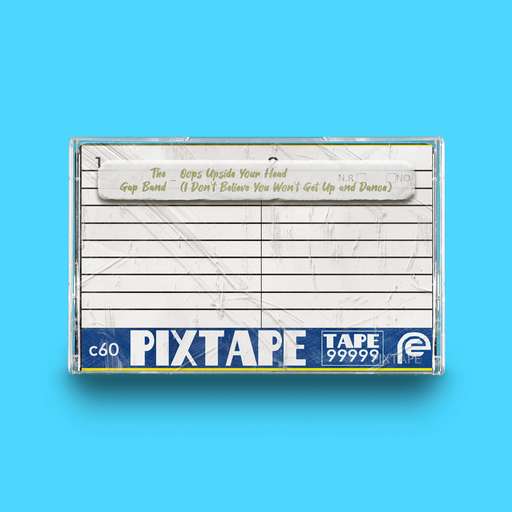 1 2
The Oops Upside Your Head
Gap Band - (I Don't Believe You Won't Get Up and Dance)
N.R. NO
c60 PIXTAPE TAPE
99999
PIXTAPE